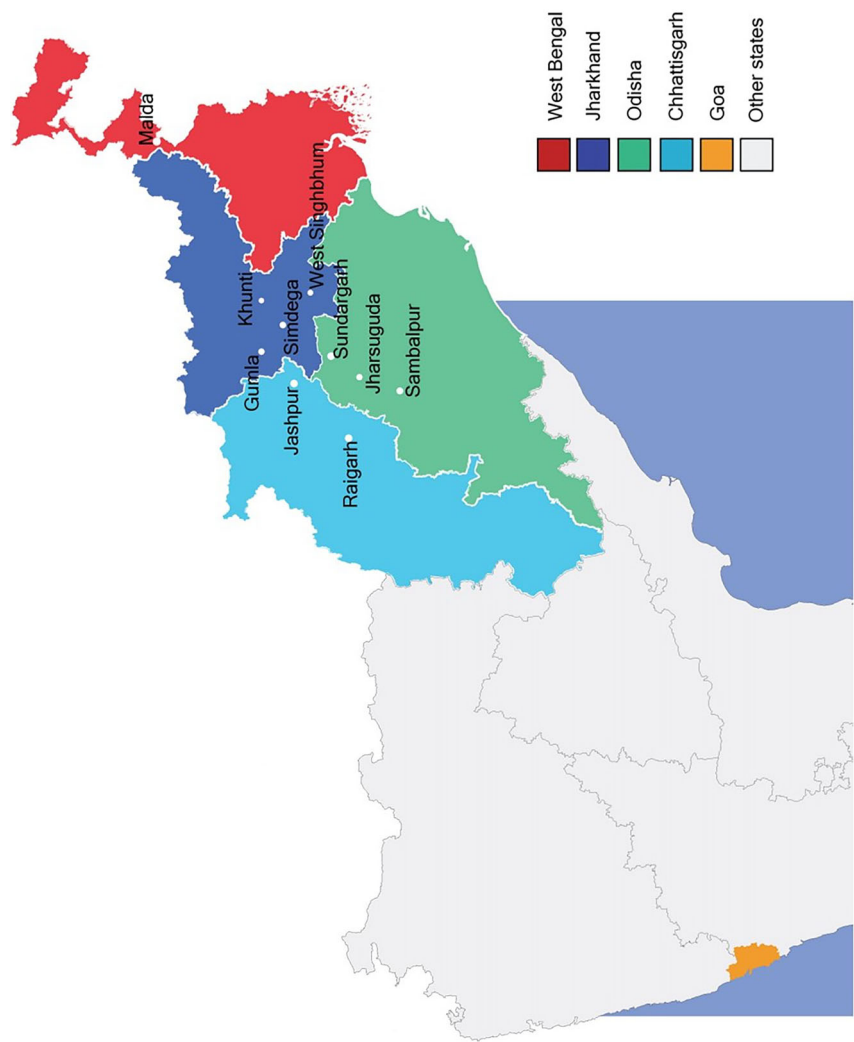 West Bengal
Jharkhand
Odisha
Chhattisgarh
Goa
Other states
Malda
Khunti
West Singhbhum
Gumla
Simdega
Sundargarh
Jashpur
Jharsuguda
Raigarh
Sambalpur